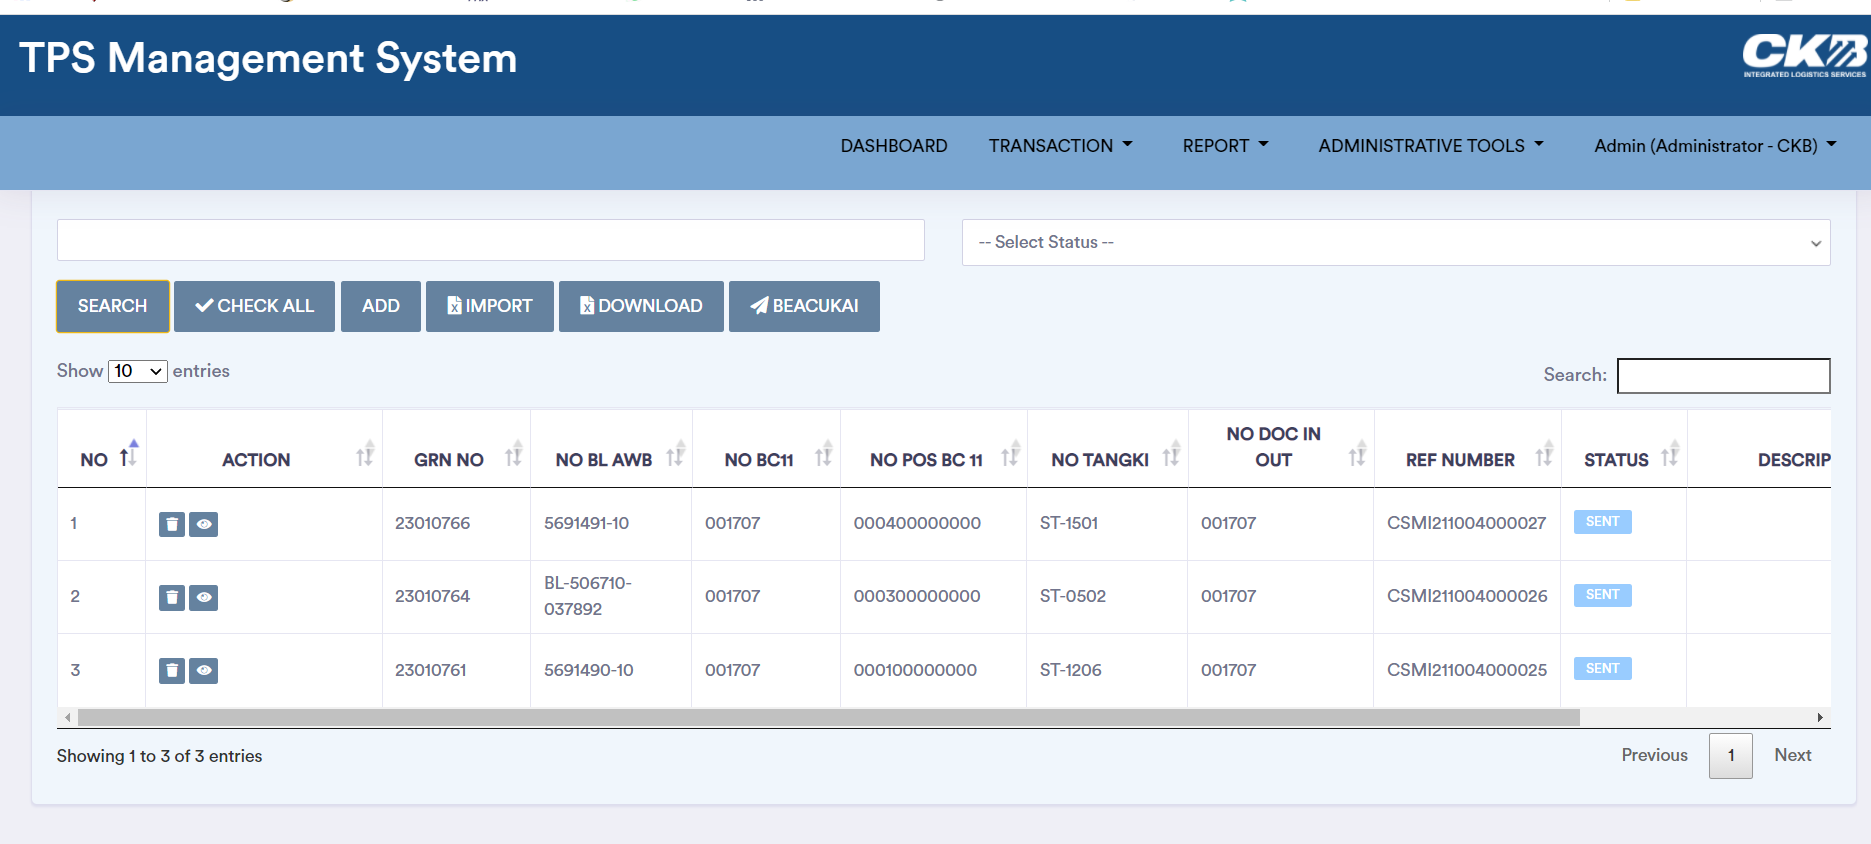 TPS Management System
CKB
INTEGRATED LOGISTICS SERVICES
DASHBOARD TRANSACTION REPORT ADMINISTRATIVE TOOLS Admin (Administrator - CKB)
-- Select Status --
SEARCH CHECK ALL ADD IMPORT DOWNLOAD BEACUKAI
Show 10 entries
Search:
NO ACTION GRN NO NO BL AWB NO BC11 NO POS BC 11 NO TANGKI NO DOC IN OUT REF NUMBER STATUS DESCRIP
1 23010766 5691491-10 001707 000400000000 ST-1501 001707 CSMI211004000027 SENT
2 23010764 BL-506710-037892 001707 000300000000 ST-0502 001707 CSMI211004000026 SENT
3 23010761 5691490-10 001707 000100000000 ST-1206 001707 CSMI211004000025 SENT
Showing 1 to 3 of 3 entries
Previous 1 Next